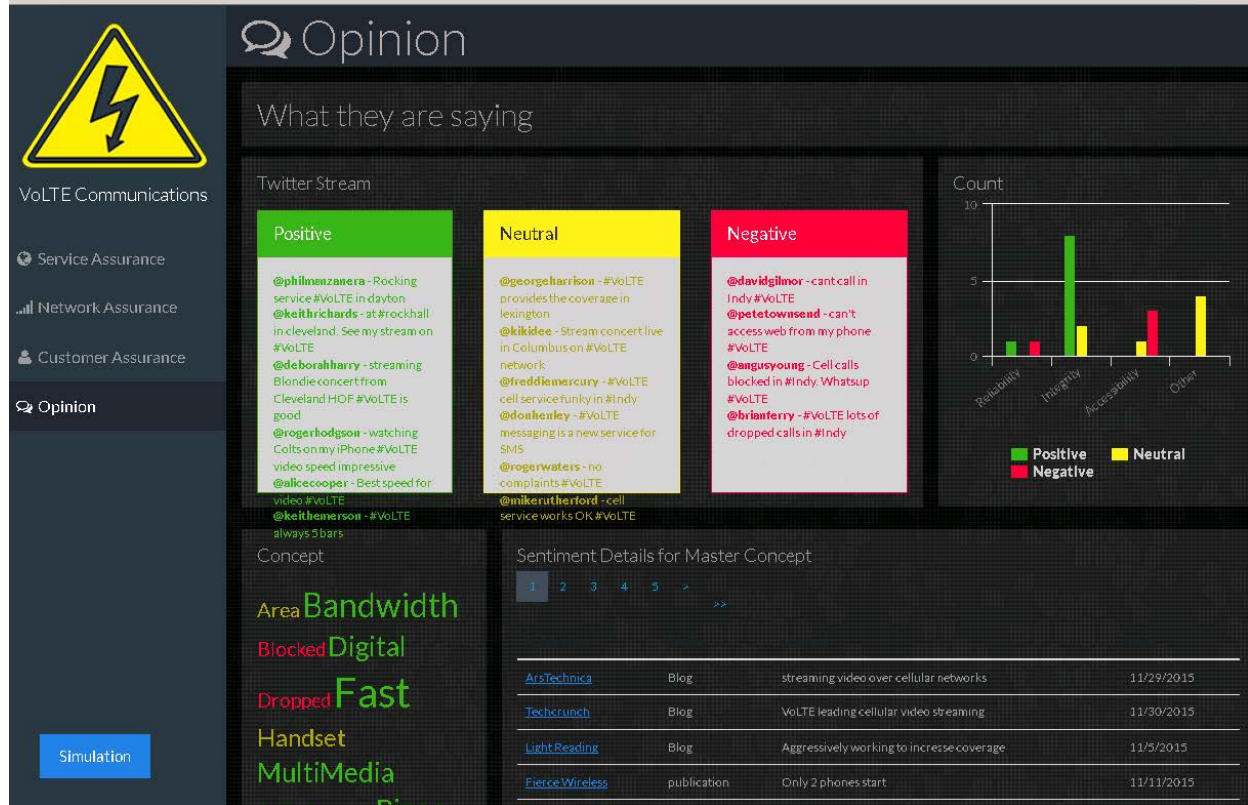 Opinion
What they are saying
VoLTE Communications
Service Assurance
Network Assurance
Customer Assurance
Opinion
Simulation
Twitter Stream
Positive
@philmanzanera - Rocking
service #VoLTE in dayton
@keithrichards - at #rockhall
in cleveland. See my stream on
#VoLTE
@deborahharry - streaming
Blondie concert from
Cleveland HOF #VoLTE is
good
@rogerhodgson - watching
Colts on my iPhone #VoLTE
video speed impressive
@alicecooper - Best speed for
video #VoLTE
@keithemerson - #VoLTE
always 5 bars
Neutral
@georgeharrison - #VoLTE
provides the coverage in
lexington
@kikidee - Stream concert live
in Columbus on #VoLTE
network
@freddiemercury - #VoLTE
cell service funky in #Indy
@donhenley - #VoLTE
messaging is a new service for
SMS
@rogerwaters - no
complaints #VoLTE
@mikerutherford - cell
service works OK #VoLTE
Negative
@davidgilmor - cant call in
Indy #VoLTE
@petetownsend - can't
access web from my phone
#VoLTE
@angusyoung - Cell calls
blocked in #Indy. Whatsup
#VoLTE
@brianferry - #VoLTE lots of
dropped calls in #Indy
Count
10
5
0
Reliability
Integrity
Accessability
Other
Positive Neutral
Negative
Concept
Area Bandwidth
Blocked Digital
Dropped Fast
Handset
MultiMedia
Sentiment Details for Master Concept
1 2 3 4 5 >
>>
ArsTechnica Blog streaming video over cellular networks 11/29/2015
Techcrunch Blog VoLTE leading cellular video streaming 11/30/2015
Light Reading Blog Aggressively working to incresse coverage 11/5/2015
Fierce Wireless publication Only 2 phones start 11/11/2015